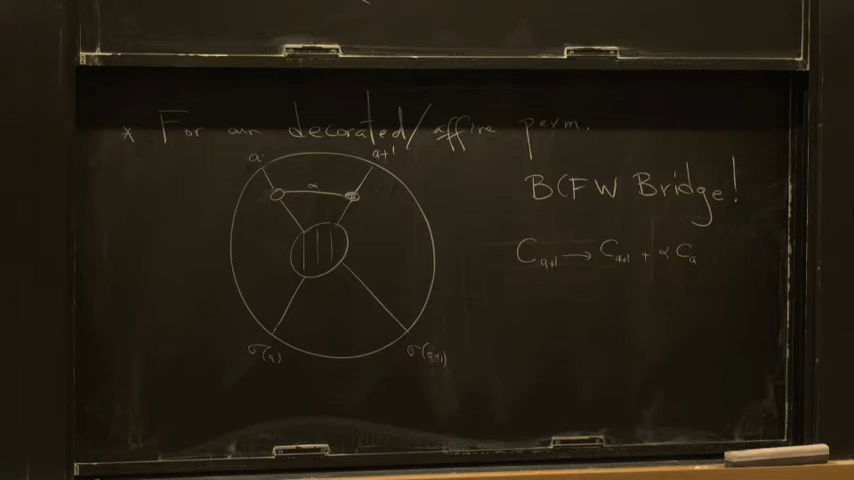 * For an decorated/affine perm.
a a+1
α
BCFW Bridge!
C_{a+1} → C_{a+1} + α C_a
σ(a) σ(a+1)